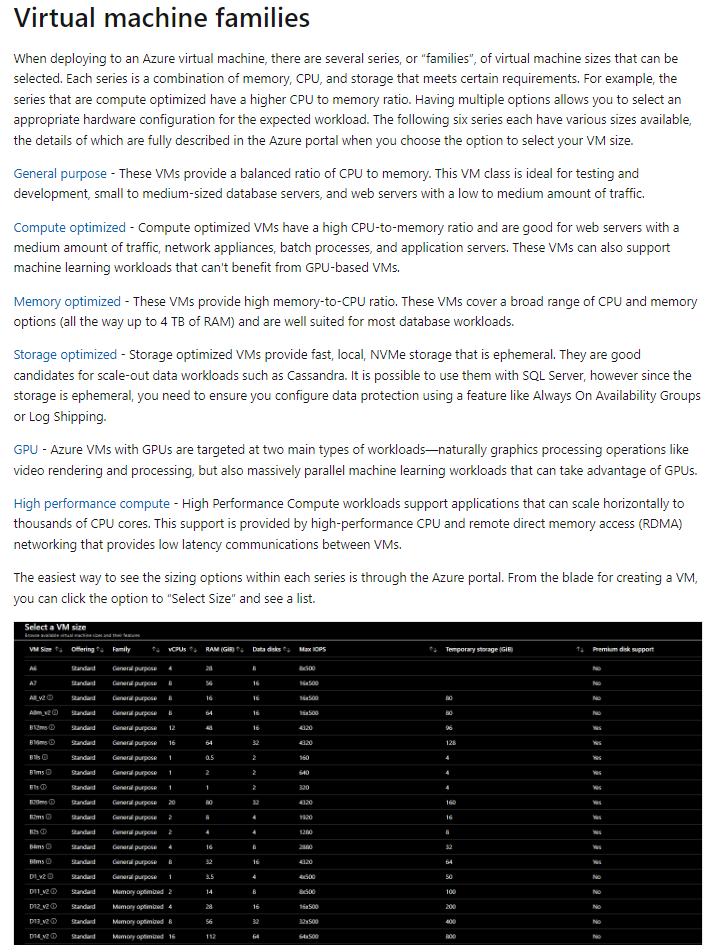 Virtual machine families
When deploying to an Azure virtual machine, there are several series, or “families”, of virtual machine sizes that can be
selected. Each series is a combination of memory, CPU, and storage that meets certain requirements. For example, the
series that are compute optimized have a higher CPU to memory ratio. Having multiple options allows you to select an
appropriate hardware configuration for the expected workload. The following six series each have various sizes available,
the details of which are fully described in the Azure portal when you choose the option to select your VM size.
General purpose - These VMs provide a balanced ratio of CPU to memory. This VM class is ideal for testing and
development, small to medium-sized database servers, and web servers with a low to medium amount of traffic.
Compute optimized - Compute optimized VMs have a high CPU-to-memory ratio and are good for web servers with a
medium amount of traffic, network appliances, batch processes, and application servers. These VMs can also support
machine learning workloads that can't benefit from GPU-based VMs.
Memory optimized - These VMs provide high memory-to-CPU ratio. These VMs cover a broad range of CPU and memory
options (all the way up to 4 TB of RAM) and are well suited for most database workloads.
Storage optimized - Storage optimized VMs provide fast, local, NVMe storage that is ephemeral. They are good
candidates for scale-out data workloads such as Cassandra. It is possible to use them with SQL Server, however since the
storage is ephemeral, you need to ensure you configure data protection using a feature like Always On Availability Groups
or Log Shipping.
GPU - Azure VMs with GPUs are targeted at two main types of workloads—naturally graphics processing operations like
video rendering and processing, but also massively parallel machine learning workloads that can take advantage of GPUs.
High performance compute - High Performance Compute workloads support applications that can scale horizontally to
thousands of CPU cores. This support is provided by high-performance CPU and remote direct memory access (RDMA)
networking that provides low latency communications between VMs.
The easiest way to see the sizing options within each series is through the Azure portal. From the blade for creating a VM,
you can click the option to “Select Size” and see a list.
Select a VM size
Browse available virtual machine sizes and their features
VM Size Offering Family vCPUs RAM (GiB) Data disks Max IOPS Temporary storage (GiB) Premium disk support
A6 Standard General purpose 4 28 8 8x500 No
A7 Standard General purpose 8 56 16 16x500 No
A8_v2 Standard General purpose 8 16 16 16x500 80 No
A8m_v2 Standard General purpose 8 64 16 16x500 80 No
B12ms Standard General purpose 12 48 16 4320 96 Yes
B16ms Standard General purpose 16 64 32 4320 128 Yes
B1ls Standard General purpose 1 0.5 2 160 4 Yes
B1ms Standard General purpose 1 2 2 640 4 Yes
B1s Standard General purpose 1 1 2 320 4 Yes
B20ms Standard General purpose 20 80 32 4320 160 Yes
B2ms Standard General purpose 2 8 4 1920 16 Yes
B2s Standard General purpose 2 4 4 1280 8 Yes
B4ms Standard General purpose 4 16 8 2880 32 Yes
B8ms Standard General purpose 8 32 16 4320 64 Yes
D1_v2 Standard General purpose 1 3.5 4 4x500 50 No
D11_v2 Standard Memory optimized 2 14 8 8x500 100 No
D12_v2 Standard Memory optimized 4 28 16 16x500 200 No
D13_v2 Standard Memory optimized 8 56 32 32x500 400 No
D14_v2 Standard Memory optimized 16 112 64 64x500 800 No